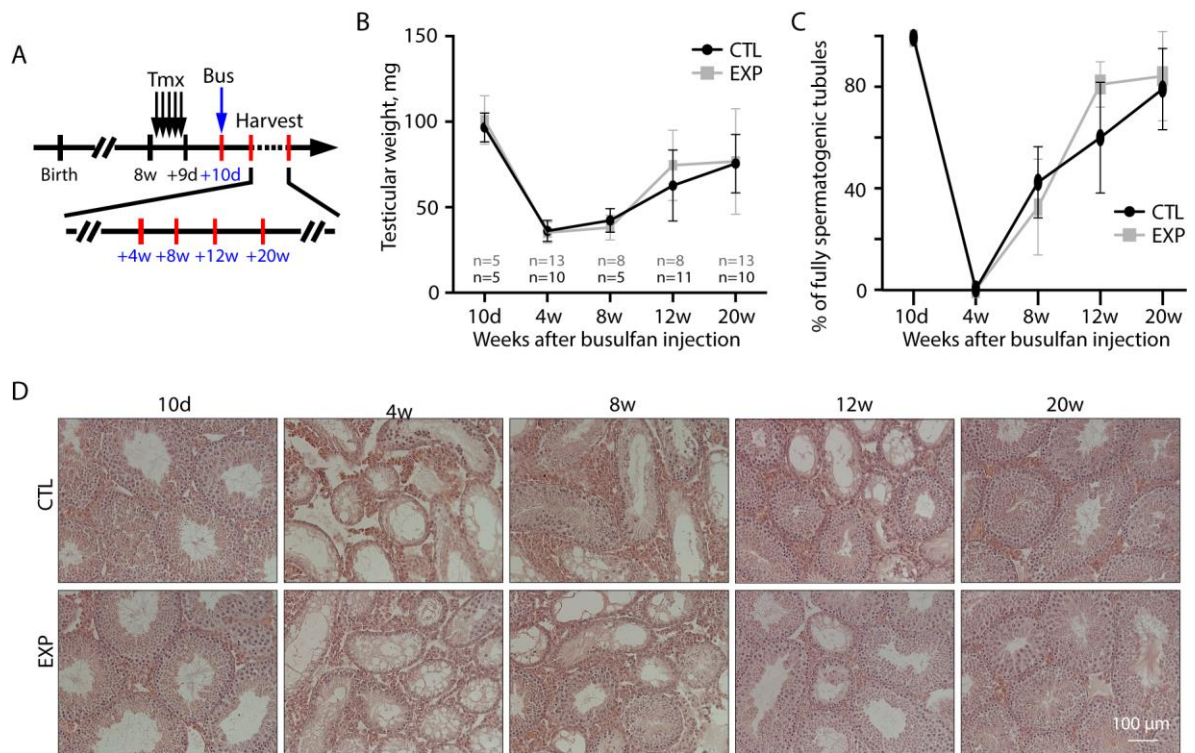 A
Tmx
Bus
Harvest
Birth
8w
+9d
+10d
+4w
+8w
+12w
+20w
B
Testicular weight, mg
150
100
50
0
CTL
EXP
n=5 n=13 n=8 n=8 n=13
n=5 n=10 n=5 n=11 n=10
10d 4w 8w 12w 20w
Weeks after busulfan injection
C
% of fully spermatogenic tubules
80
40
0
CTL
EXP
10d 4w 8w 12w 20w
Weeks after busulfan injection
D
10d 4w 8w 12w 20w
CTL
EXP
100 µm